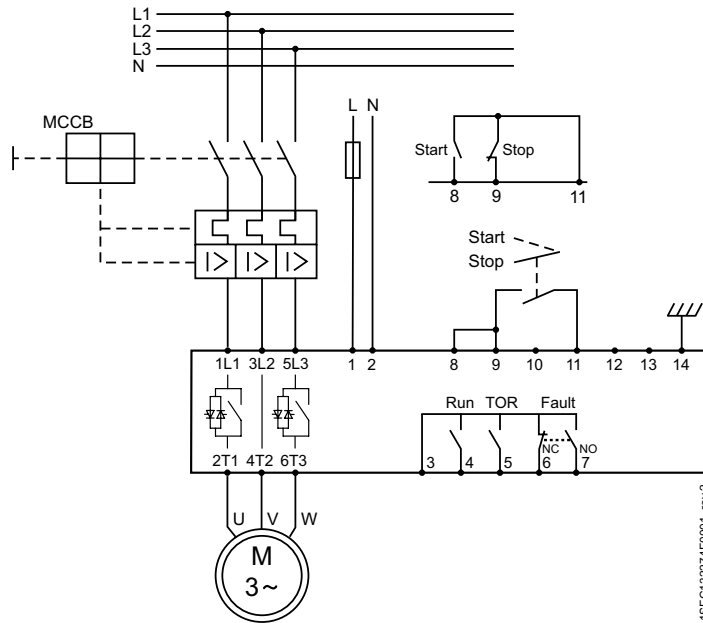 L1
L2
L3
N
MCCB
L N
Start Stop
8 9 11
Start
Stop
1L1 3L2 5L3 1 2 8 9 10 11 12 13 14
Run TOR Fault
NC NO
2T1 4T2 6T3 3 4 5 6 7
U V W
M
3~